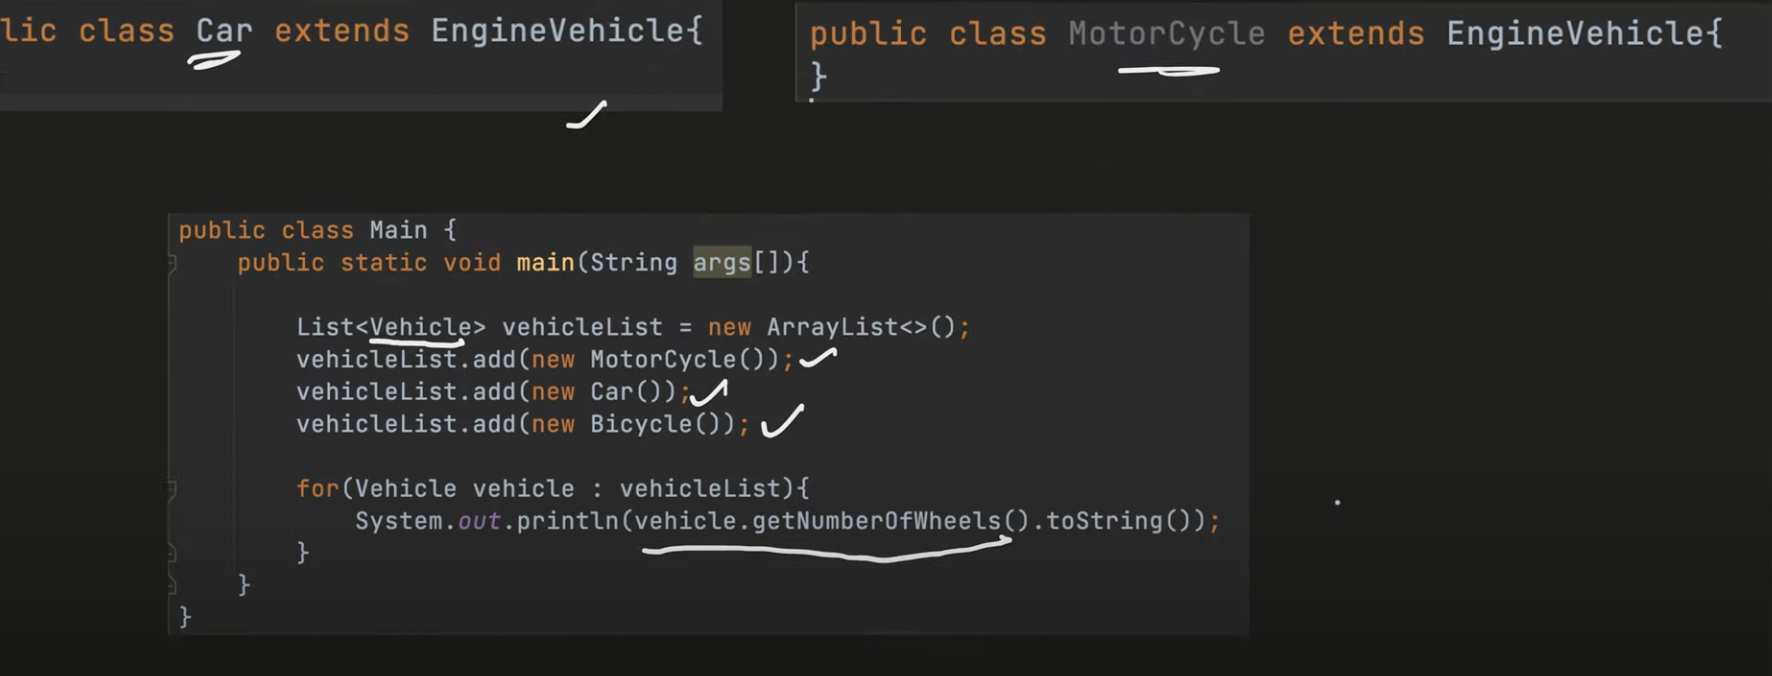 lic class Car extends EngineVehicle{
public class MotorCycle extends EngineVehicle{
}
public class Main {
public static void main(String args[]){
List<Vehicle> vehicleList = new ArrayList<>();
vehicleList.add(new MotorCycle());
vehicleList.add(new Car());
vehicleList.add(new Bicycle());
for(Vehicle vehicle : vehicleList){
System.out.println(vehicle.getNumberOfWheels().toString());
}
}
}